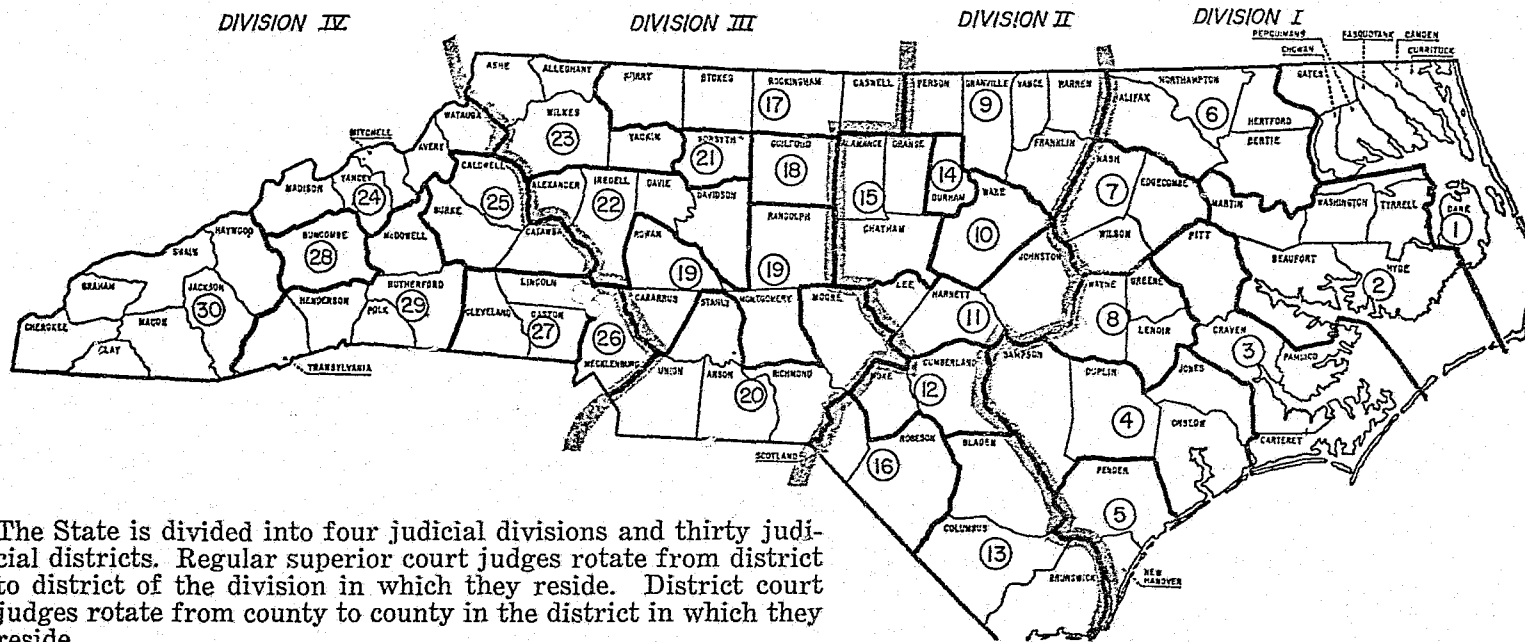 DIVISION IV DIVISION III DIVISION II DIVISION I
PERQUIMANS PASQUOTANK CAMDEN
CHOWAN CURRITUCK
ASHE ALLEGHANY SURRY STOKES ROCKINGHAM CASWELL PERSON GRANVILLE VANCE WARREN NORTHAMPTON GATES
17 9 HALIFAX 6
WATAUGA WILKES HERTFORD
MITCHELL 23 YADKIN FORSYTH GUILFORD ALAMANCE ORANGE FRANKLIN BERTIE
AVERY CALDWELL 21 18 14 NASH
MADISON YANCEY ALEXANDER IREDELL DAVIE DURHAM WAKE 7 EDGECOMBE
24 25 22 DAVIDSON 15 MARTIN WASHINGTON TYRRELL DARE
BURKE RANDOLPH CHATHAM 1
HAYWOOD BUNCOMBE McDOWELL CATAWBA ROWAN 10 WILSON PITT
SWAIN 28 19 19 JOHNSTON BEAUFORT HYDE
GRAHAM JACKSON RUTHERFORD LINCOLN LEE WAYNE GREENE 2
30 HENDERSON POLK 29 CLEVELAND GASTON CABARRUS STANLY MONTGOMERY MOORE HARNETT
CHEROKEE MACON 27 26 11 8 LENOIR CRAVEN
CLAY MECKLENBURG SAMPSON 3 PAMLICO
TRANSYLVANIA UNION ANSON RICHMOND HOKE CUMBERLAND DUPLIN JONES
20 12 4 ONSLOW
ROBESON BLADEN CARTERET
SCOTLAND 16 PENDER
5
COLUMBUS
13
BRUNSWICK NEW
HANOVER
The State is divided into four judicial divisions and thirty judi-
cial districts. Regular superior court judges rotate from district
to district of the division in which they reside. District court
judges rotate from county to county in the district in which they
reside.